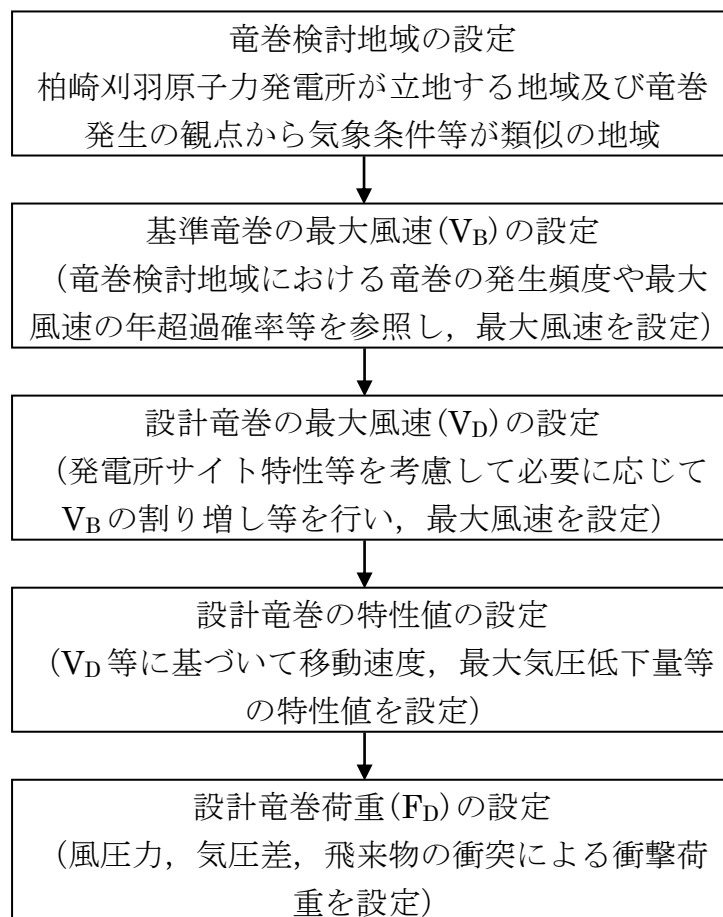 竜巻検討地域の設定
柏崎刈羽原子力発電所が立地する地域及び竜巻
発生の観点から気象条件等が類似の地域
基準竜巻の最大風速(VB)の設定
（竜巻検討地域における竜巻の発生頻度や最大
風速の年超過確率等を参照し，最大風速を設定）
設計竜巻の最大風速(VD)の設定
（発電所サイト特性等を考慮して必要に応じて
VBの割り増し等を行い，最大風速を設定）
設計竜巻の特性値の設定
（VD等に基づいて移動速度，最大気圧低下量等
の特性値を設定）
設計竜巻荷重(FD)の設定
（風圧力，気圧差，飛来物の衝突による衝撃荷
重を設定）